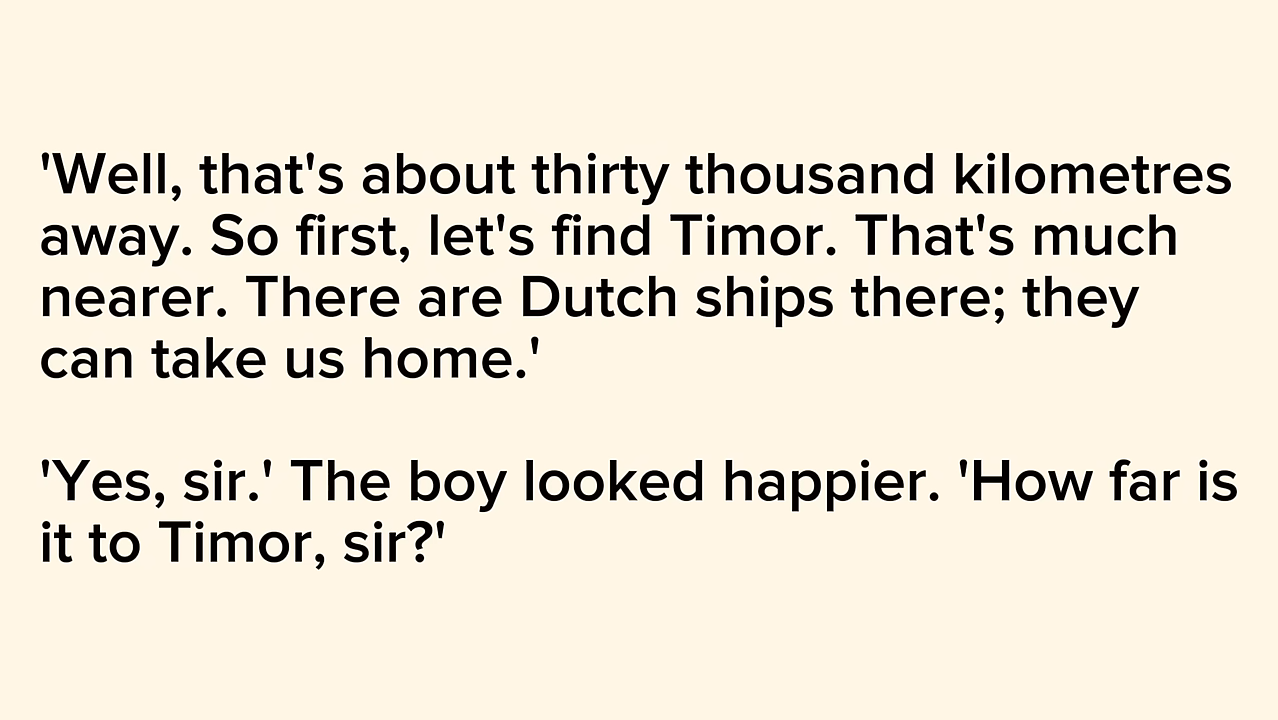 'Well, that's about thirty thousand kilometres
away. So first, let's find Timor. That's much
nearer. There are Dutch ships there; they
can take us home.'
'Yes, sir.' The boy looked happier. 'How far is
it to Timor, sir?'